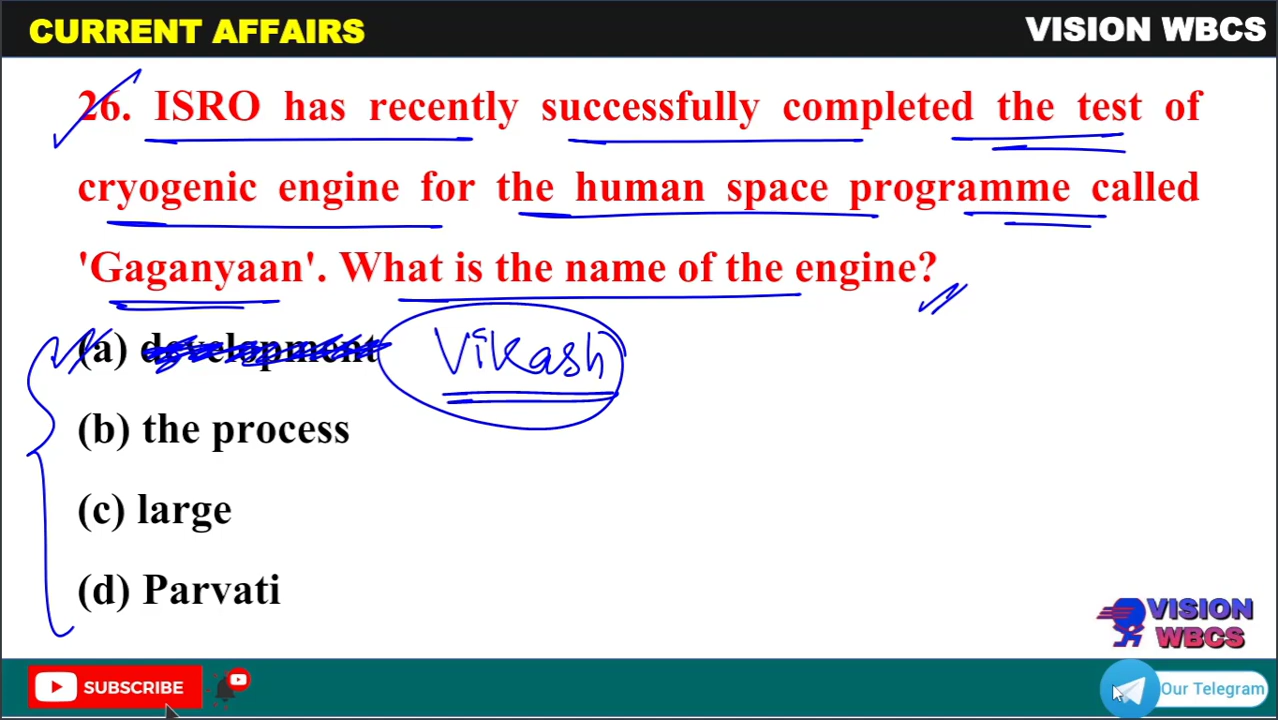 CURRENT AFFAIRS
VISION WBCS
26. ISRO has recently successfully completed the test of
cryogenic engine for the human space programme called
'Gaganyaan'. What is the name of the engine?
(a) development Vikash
(b) the process
(c) large
(d) Parvati
VISION
WBCS
SUBSCRIBE
Our Telegram